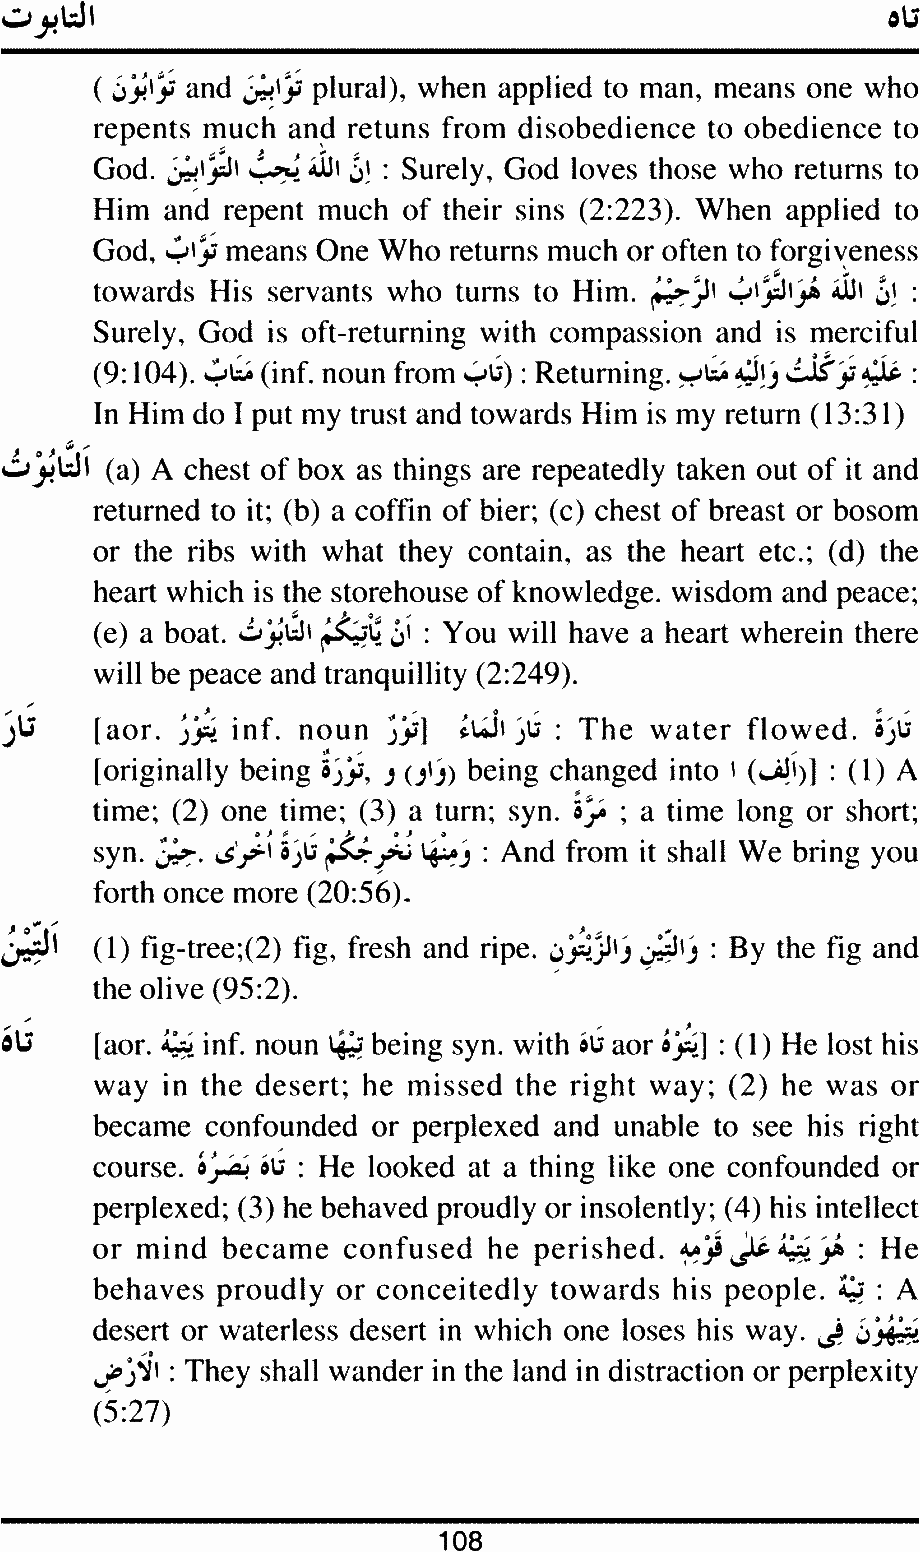 التابوت تاه
( تَوَّابُوْنَ and تَوَّابِيْنَ plural), when applied to man, means one who
repents much and retuns from disobedience to obedience to
God. اِنَّ اللّٰهَ يُحِبُّ التَّوَّابِيْنَ : Surely, God loves those who returns to
Him and repent much of their sins (2:223). When applied to
God, تَوَّابٌ means One Who returns much or often to forgiveness
towards His servants who turns to Him. اِنَّ اللّٰهَ هُوَالتَّوَّابُ الرَّحِيْمُ :
Surely, God is oft-returning with compassion and is merciful
(9:104). مَتَابٌ (inf. noun from تَابَ) : Returning. عَلَيْهِ تَوَكَّلْتُ وَاِلَيْهِ مَتَابِ :
In Him do I put my trust and towards Him is my return (13:31)
اَلتَّابُوْتُ (a) A chest of box as things are repeatedly taken out of it and
returned to it; (b) a coffin of bier; (c) chest of breast or bosom
or the ribs with what they contain, as the heart etc.; (d) the
heart which is the storehouse of knowledge. wisdom and peace;
(e) a boat. اَنْ يَّاْتِيَكُمُ التَّابُوْتُ : You will have a heart wherein there
will be peace and tranquillity (2:249).
تَارَ [aor. يَتُوْرُ inf. noun تَوْرٌ] تَارَ الْمَاءُ : The water flowed. تَارَةً
[originally being تَوْرَةً, و (وَاو) being changed into ا (اَلِف)] : (1) A
time; (2) one time; (3) a turn; syn. مَرَّةً ; a time long or short;
syn. حِيْنٌ. وَمِنْهَا نُخْرِجُكُمْ تَارَةً اُخْرٰى : And from it shall We bring you
forth once more (20:56).
اَلتِّيْنُ (1) fig-tree;(2) fig, fresh and ripe. وَالتِّيْنِ وَالزَّيْتُوْنِ : By the fig and
the olive (95:2).
تَاهَ [aor. يَتِيْهُ inf. noun تِيْهًا being syn. with تَاهَ aor يَتُوْهُ] : (1) He lost his
way in the desert; he missed the right way; (2) he was or
became confounded or perplexed and unable to see his right
course. تَاهَ بَصَرُهُ : He looked at a thing like one confounded or
perplexed; (3) he behaved proudly or insolently; (4) his intellect
or mind became confused he perished. هُوَ يَتِيْهُ عَلٰى قَوْمِهِ : He
behaves proudly or conceitedly towards his people. تِيْهٌ : A
desert or waterless desert in which one loses his way. يَتِيْهُوْنَ فِى
الْاَرْضِ : They shall wander in the land in distraction or perplexity
(5:27)
108